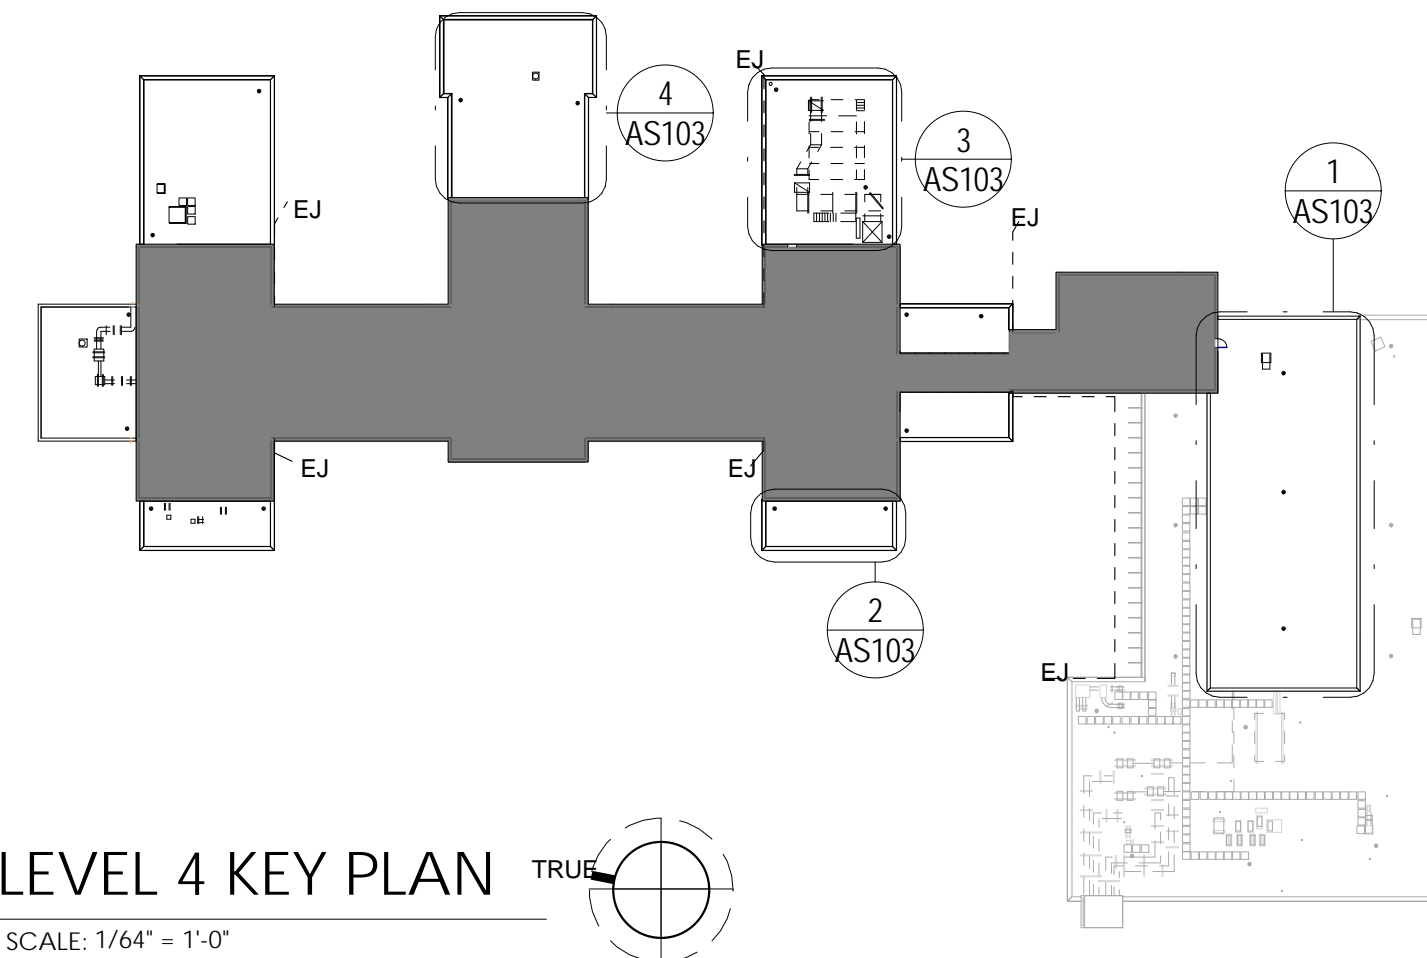 EJ
4
AS103
3
AS103
1
AS103
EJ
EJ
EJ
EJ
2
AS103
EJ
LEVEL 4 KEY PLAN
TRUE
SCALE: 1/64" = 1'-0"